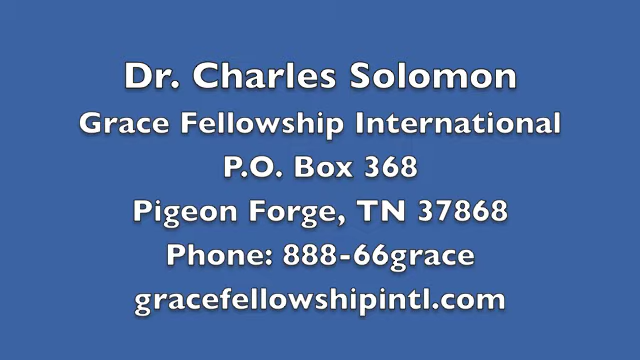 Dr. Charles Solomon
Grace Fellowship International
P.O. Box 368
Pigeon Forge, TN 37868
Phone: 888-66grace
gracefellowshipintl.com